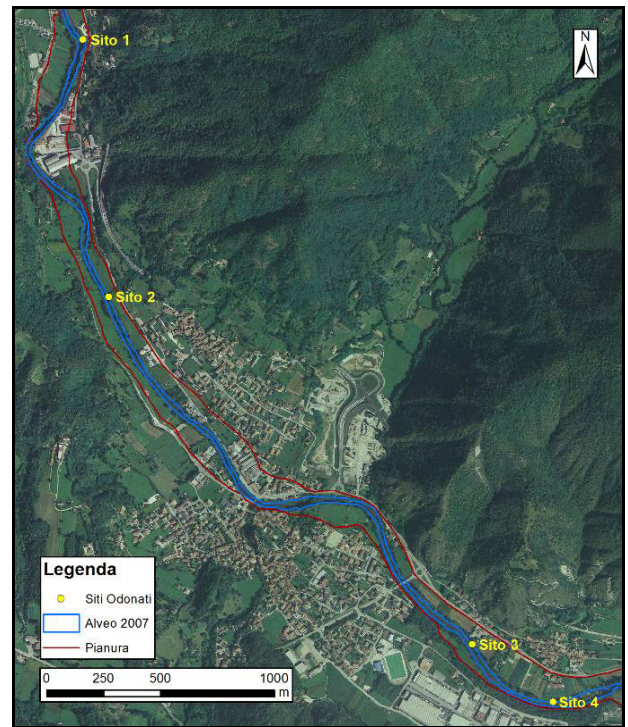 Sito 1
N
Sito 2
Sito 3
Sito 4
Legenda
Siti Odonati
Alveo 2007
Pianura
0 250 500 1000
m